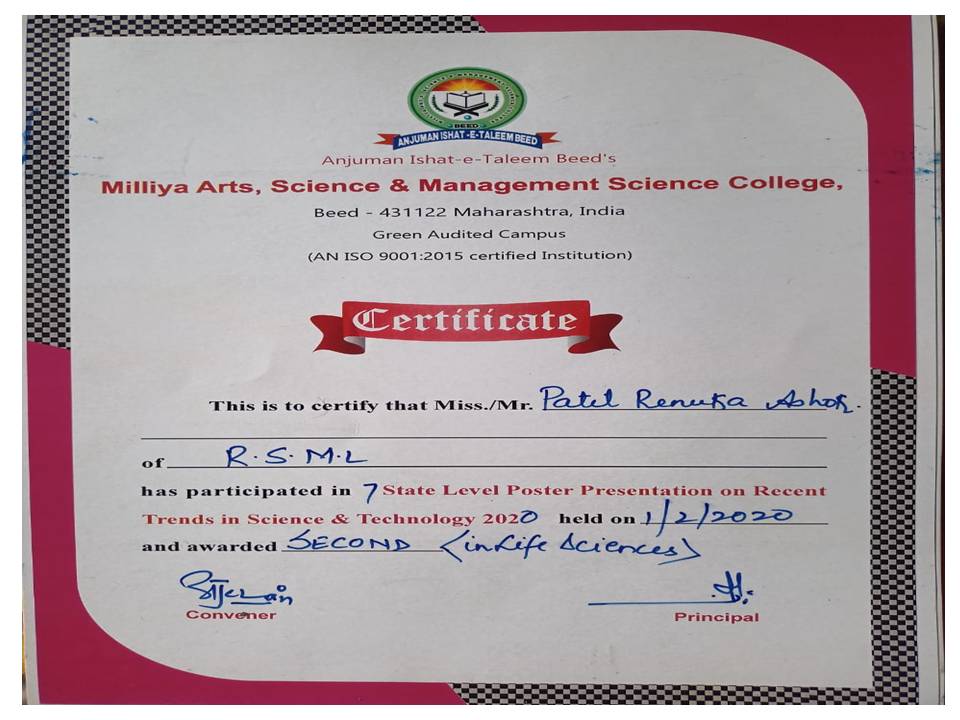 BEED
ANJUMAN ISHAT-E-TALEEM BEED
Anjuman Ishat-e-Taleem Beed's
Milliya Arts, Science & Management Science College,
Beed - 431122 Maharashtra, India
Green Audited Campus
(AN ISO 9001:2015 certified Institution)
Certificate
This is to certify that Miss./Mr. Patil Renuka Ashok.
of R.S.M.L
has participated in 7 State Level Poster Presentation on Recent
Trends in Science & Technology 2020 held on 1/2/2020
and awarded SECOND (in Life Sciences)
Convener
Principal